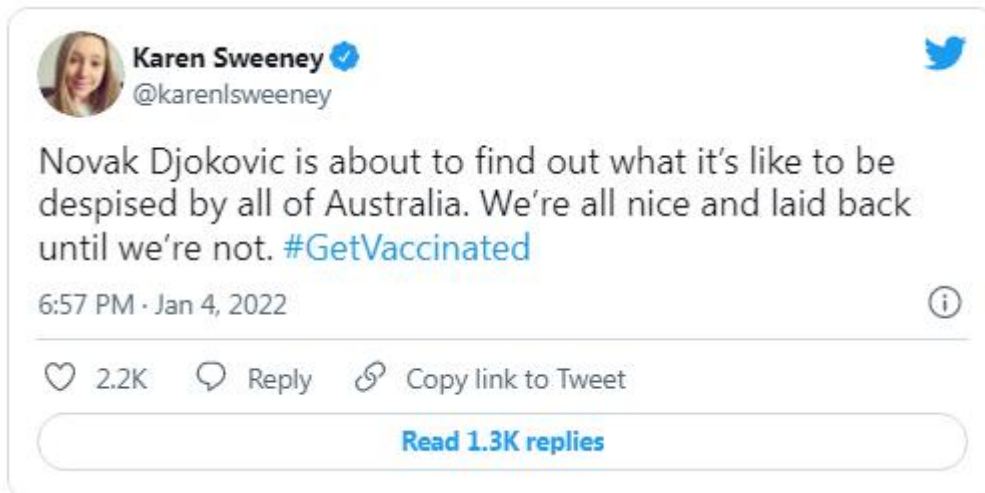 Karen Sweeney
@karenlsweeney
Novak Djokovic is about to find out what it’s like to be
despised by all of Australia. We’re all nice and laid back
until we’re not. #GetVaccinated
6:57 PM · Jan 4, 2022
2.2K Reply Copy link to Tweet
Read 1.3K replies